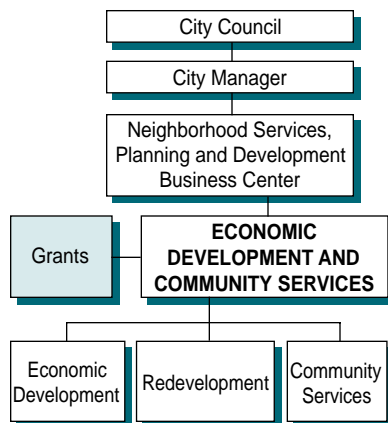 City Council
City Manager
Neighborhood Services,
Planning and Development
Business Center
Grants
ECONOMIC
DEVELOPMENT AND
COMMUNITY SERVICES
Economic
Development
Redevelopment
Community
Services